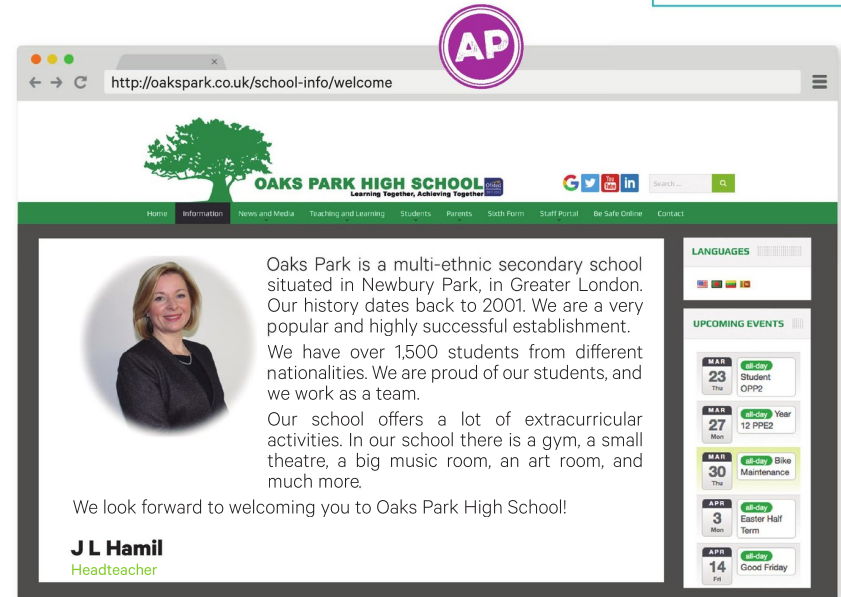 AP
http://oakspark.co.uk/school-info/welcome
OAKS PARK HIGH SCHOOL
Learning Together, Achieving Together
Search ...
Home Information News and Media Teaching and Learning Students Parents Sixth Form Staff Portal Be Safe Online Contact
Oaks Park is a multi-ethnic secondary school
situated in Newbury Park, in Greater London.
Our history dates back to 2001. We are a very
popular and highly successful establishment.
We have over 1,500 students from different
nationalities. We are proud of our students, and
we work as a team.
Our school offers a lot of extracurricular
activities. In our school there is a gym, a small
theatre, a big music room, an art room, and
much more.
We look forward to welcoming you to Oaks Park High School!
J L Hamil
Headteacher
LANGUAGES
UPCOMING EVENTS
MAR
23
Thu
all-day
Student
OPP2
MAR
27
Mon
all-day Year
12 PPE2
MAR
30
Thu
all-day Bike
Maintenance
APR
3
Mon
all-day
Easter Half
Term
APR
14
Fri
all-day
Good Friday